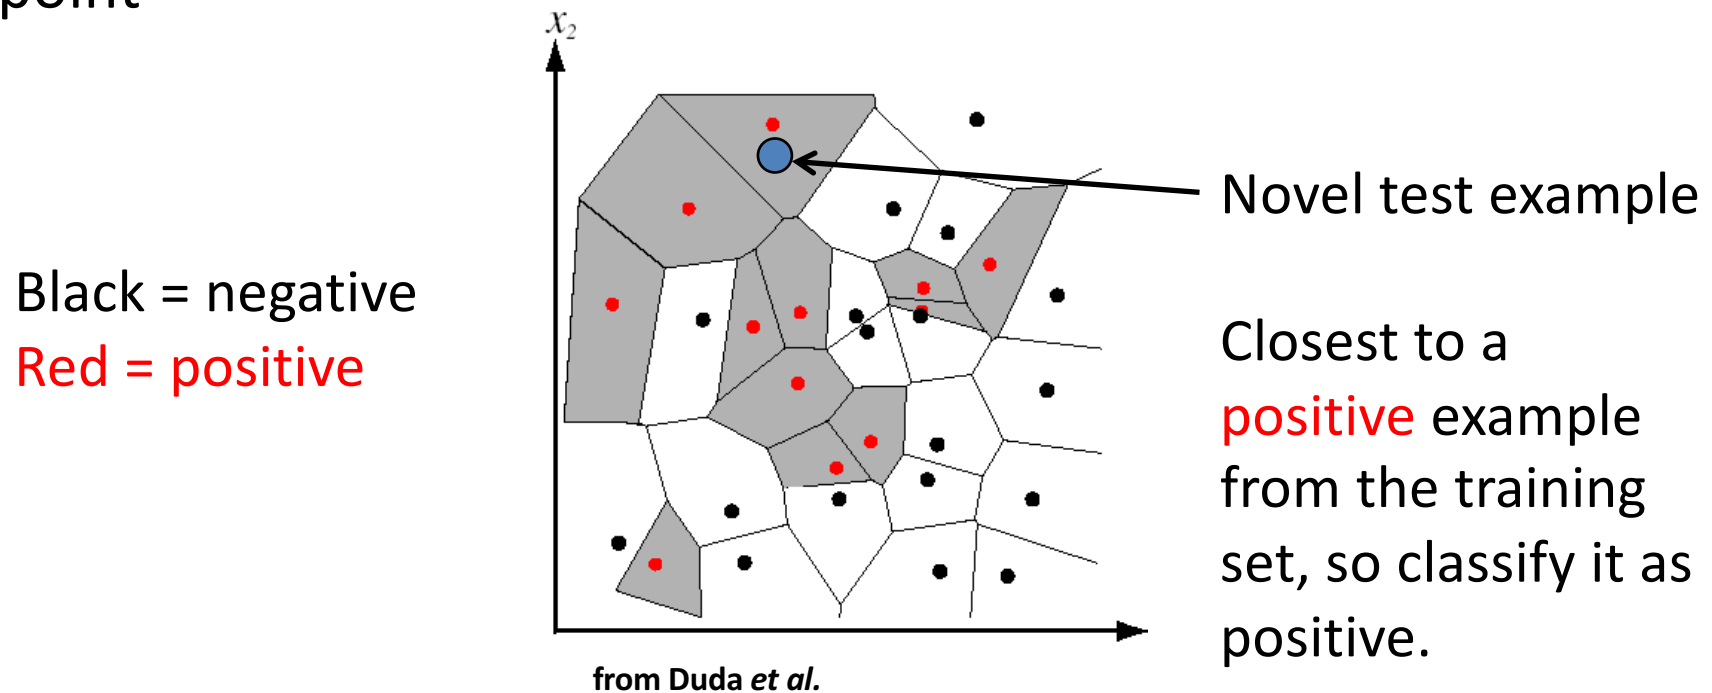 point
x₂
Novel test example
Black = negative
Red = positive
Closest to a
positive example
from the training
set, so classify it as
positive.
from Duda et al.